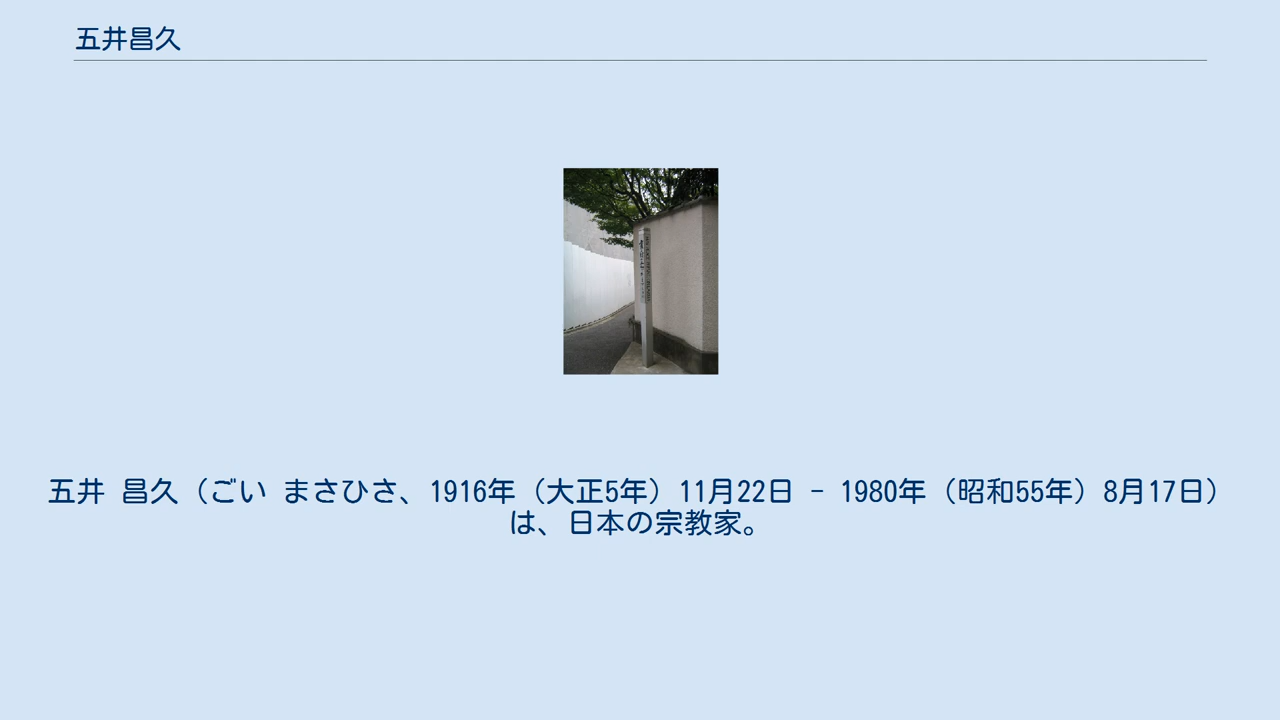 五井昌久
五井 昌久（ごい まさひさ、1916年（大正5年）11月22日 - 1980年（昭和55年）8月17日）
は、日本の宗教家。